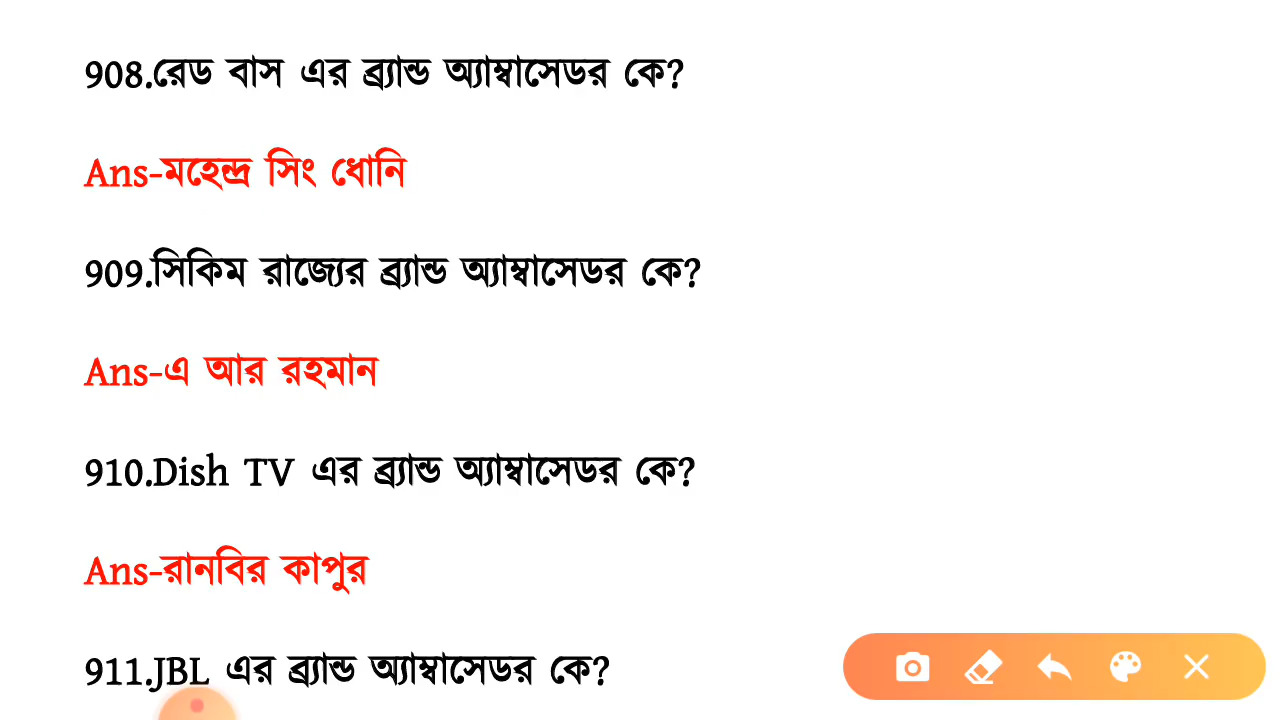 908.রেড বাস এর ব্র্যান্ড অ্যাম্বাসেডর কে?
Ans-মহেন্দ্র সিং ধোনি
909.সিকিম রাজ্যের ব্র্যান্ড অ্যাম্বাসেডর কে?
Ans-এ আর রহমান
910.Dish TV এর ব্র্যান্ড অ্যাম্বাসেডর কে?
Ans-রানবির কাপুর
911.JBL এর ব্র্যান্ড অ্যাম্বাসেডর কে?